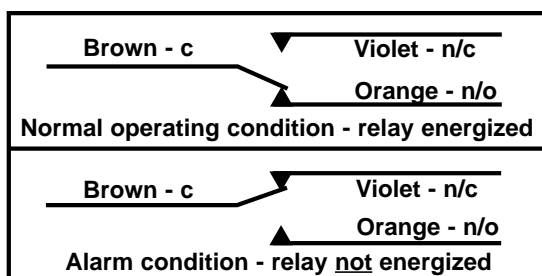 Brown - c Violet - n/c
Orange - n/o
Normal operating condition - relay energized
Brown - c Violet - n/c
Orange - n/o
Alarm condition - relay not energized